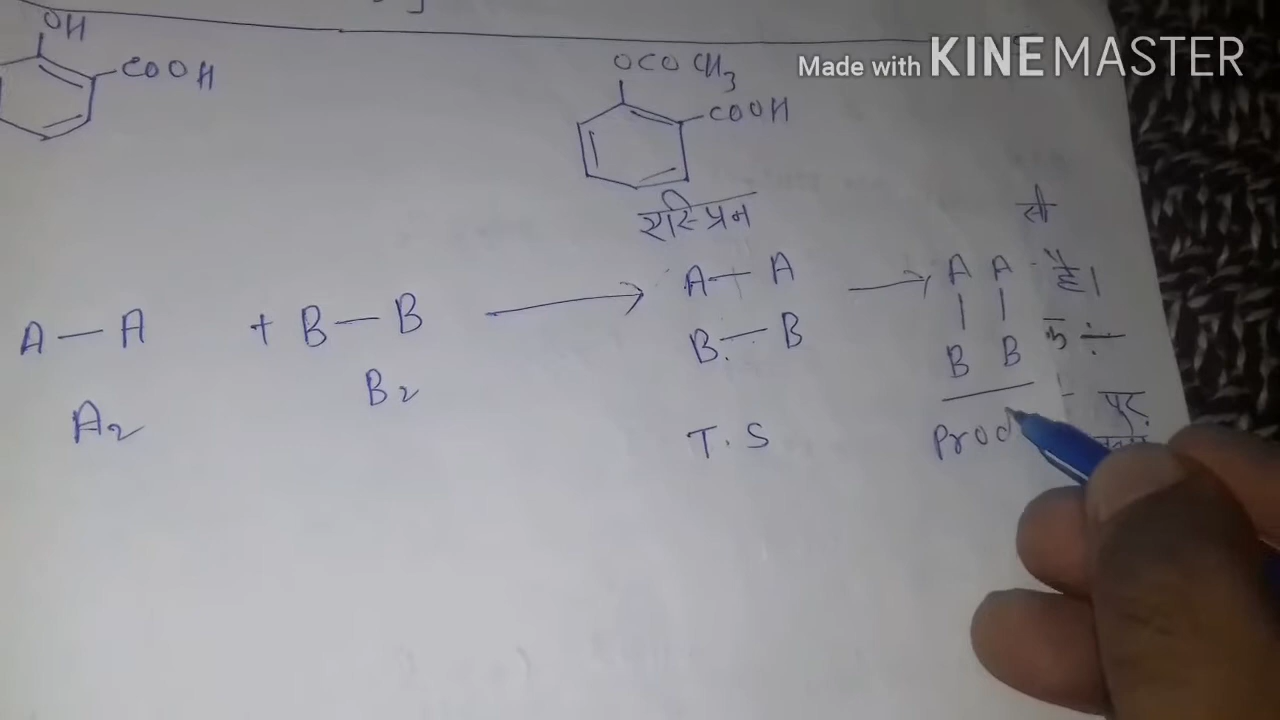 Made with KINEMASTER
OH
COOH
OCOCH3
COOH
एस्प्रिन
A — A + B — B → A — A → A A
B — B
B B
A2
B2
T.S
Prod